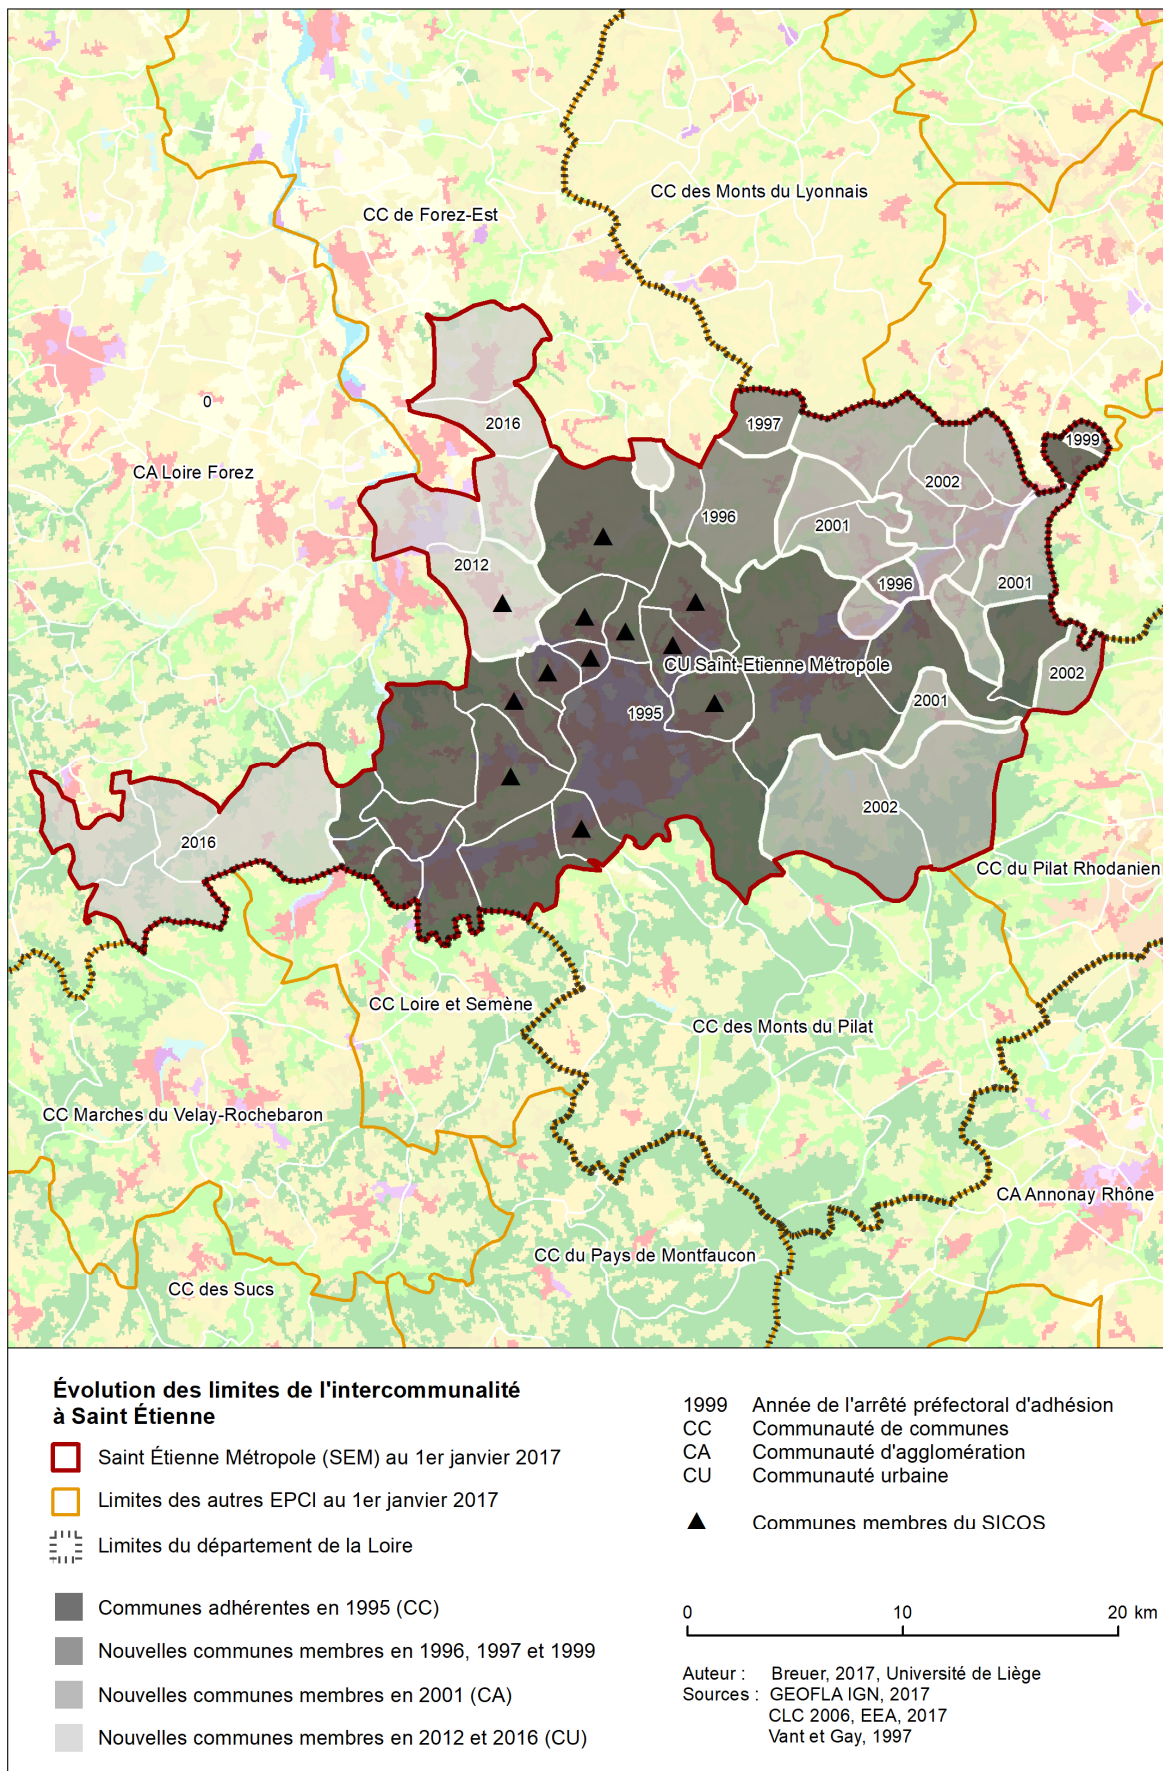 CC des Monts du Lyonnais
CC de Forez-Est
0
2016
1997
1999
CA Loire Forez
2002
1996
2001
2012
1996
2001
CU Saint-Etienne Métropole
2002
2001
1995
2002
2016
CC du Pilat Rhodanien
CC Loire et Semène
CC des Monts du Pilat
CC Marches du Velay-Rochebaron
CA Annonay Rhône
CC du Pays de Montfaucon
CC des Sucs
Évolution des limites de l'intercommunalité
à Saint Étienne
Saint Étienne Métropole (SEM) au 1er janvier 2017
Limites des autres EPCI au 1er janvier 2017
Limites du département de la Loire
Communes adhérentes en 1995 (CC)
Nouvelles communes membres en 1996, 1997 et 1999
Nouvelles communes membres en 2001 (CA)
Nouvelles communes membres en 2012 et 2016 (CU)
1999 Année de l'arrêté préfectoral d'adhésion
CC Communauté de communes
CA Communauté d'agglomération
CU Communauté urbaine
Communes membres du SICOS
0 10 20 km
Auteur : Breuer, 2017, Université de Liège
Sources : GEOFLA IGN, 2017
CLC 2006, EEA, 2017
Vant et Gay, 1997